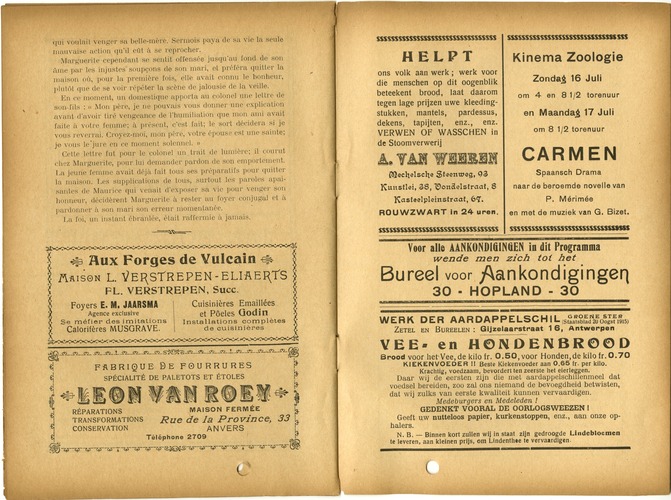 qui voulait venger sa belle-mère. Sermois paya de sa vie la seule
mauvaise action qu'il eût à se reprocher.
Marguerite cependant se sentit offensée jusqu'au fond de son
âme par les injustes soupçons de son mari, et préféra quitter la
maison où, pour la première fois, elle avait connu le bonheur,
plutôt que de se voir répéter la scène de jalousie de la veille.
En ce moment, un domestique apporta au colonel une lettre de
son fils : « Mon père, je ne pouvais vous donner une explication
avant d'avoir tiré vengeance de l'humiliation que mon ami avait
faite à votre femme; à présent, c'est fait; le sort décidera si je
vous reverrai. Croyez-moi, mon père, votre épouse est une sainte;
je vous le jure en ce moment solennel. »
Cette lettre fut pour le colonel un trait de lumière; il courut
chez Marguerite, pour lui demander pardon de son emportement.
La jeune femme avait déjà fait tous ses préparatifs pour quitter
la maison. Les supplications de tous, surtout les paroles apai-
santes de Maurice qui venait d'exposer sa vie pour venger son
honneur, décidèrent Marguerite à rester au foyer conjugal et à
pardonner à son mari son erreur momentanée.
La foi, un instant ébranlée, était raffermie à jamais.
Aux Forges de Vulcain
MAISON L. VERSTREPEN-ELIAERTS
FL. VERSTREPEN, SUCC.
Foyers E. M. JAARSMA
Agence exclusive
Se méfier des imitations
Calorifères MUSGRAVE.
Cuisinières Emaillées
et Pôeles Godin
Installations complètes
de cuisinières
FABRIQUE DE FOURRURES
SPÉCIALITÉ DE PALETOTS ET ÉTOLES
LEON VAN ROEY
RÉPARATIONS
TRANSFORMATIONS
CONSERVATION
MAISON FERMÉE
Rue de la Province, 33
ANVERS
Téléphone 2709
HELPT
ons volk aan werk; werk voor
die menschen op dit oogenblik
beteekent brood, laat daarom
tegen lage prijzen uwe kleeding-
stukken, mantels, pardessus,
dekens, tapijten, enz., enz.
VERWEN OF WASSCHEN in
de Stoomververij
A. VAN WEEREN
Mechelsche Steenweg, 93
Kunstlei, 38, Vondelstraat, 8
Kasteelpleinstraat, 67.
ROUWZWART in 24 uren.
Kinema Zoologie
Zondag 16 Juli
om 4 en 8 1/2 torenuur
en Maandag 17 Juli
om 8 1/2 torenuur
CARMEN
Spaansch Drama
naar de beroemde novelle van
P. Mérimée
en met de muziek van G. Bizet.
Voor alle AANKONDIGINGEN in dit Programma
wende men zich tot het
Bureel voor Aankondigingen
30 - HOPLAND - 30
WERK DER AARDAPPELSCHIL GROENE STER
(Staatsblad 20 Oogst 1915)
ZETEL EN BUREELEN : Gijzelaarstraat 16, Antwerpen
VEE- en HONDENBROOD
Brood voor het Vee, de kilo fr. 0.50, voor Honden, de kilo fr. 0.70
KIEKENVOEDER !! Beste Kiekenvoeder aan 0.65 fr. per kilo.
Krachtig, voedzaam, bevordert ten zeerste het eierleggen.
Daar wij de eersten zijn die met aardappelschillenmeel dat
voedsel bereiden, zoo zal ons niemand de bevoegdheid betwisten,
dat wij zulks van eerste kwaliteit kunnen vervaardigen.
Medeburgers en Medeleden !
GEDENKT VOORAL DE OORLOGSWEEZEN !
Geeft uw nutteloos papier, kurkenstoppen, enz., aan onze op-
halers.
N. B. — Binnen kort zullen wij in staat zijn gedroogde Lindebloemen
te leveren, aan kleinen prijs, om Lindenthee te vervaardigen.